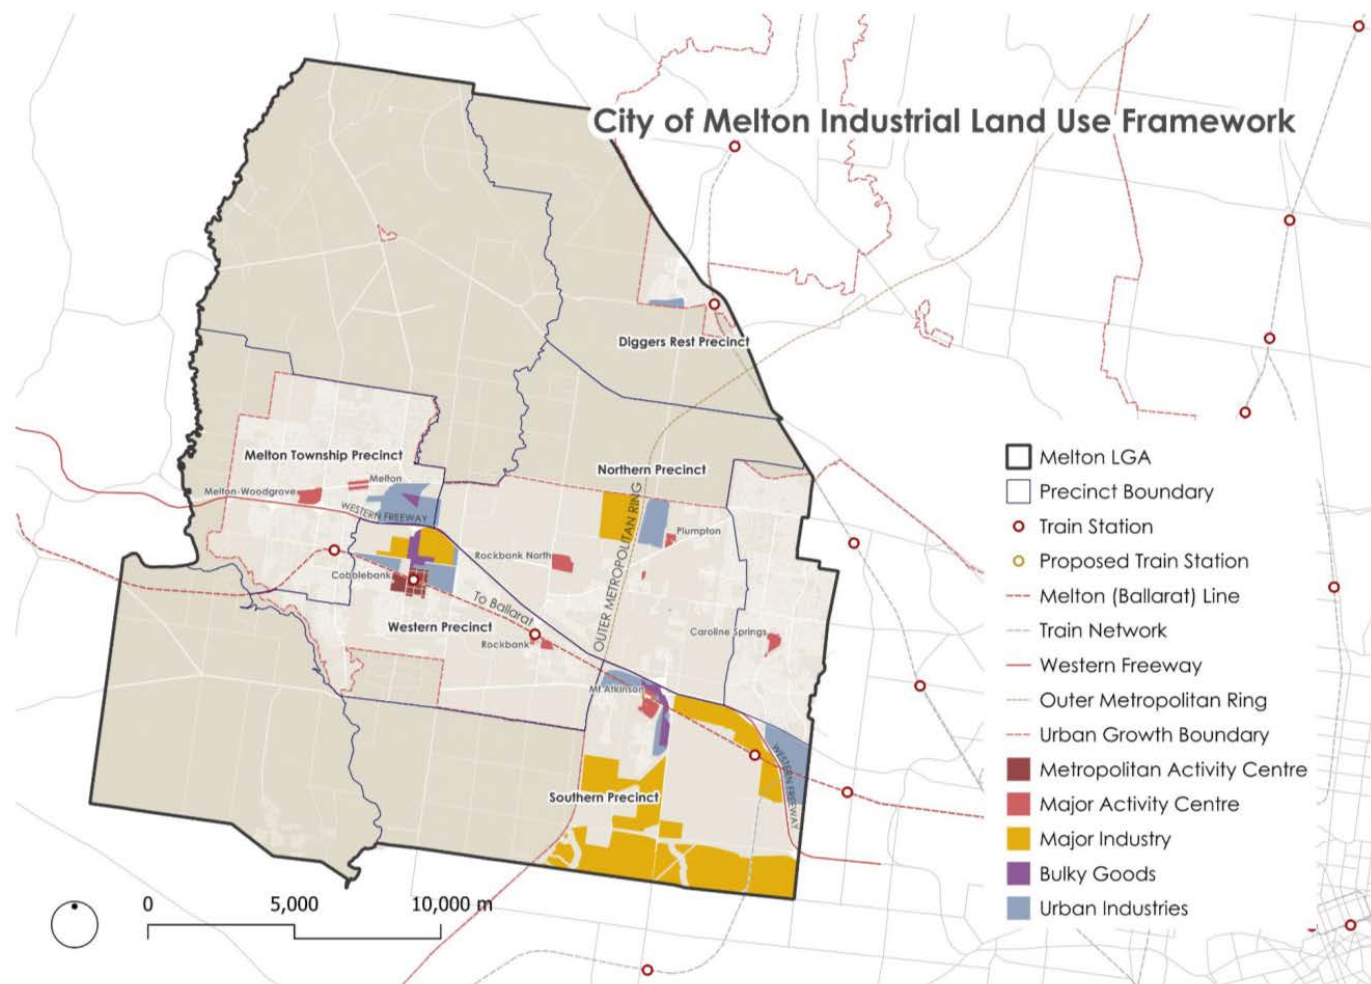 City of Melton Industrial Land Use Framework
Diggers Rest Precinct
Melton Township Precinct
Northern Precinct
Melton
Melton-Woodgrove
WESTERN FREEWAY
OUTER METROPOLITAN RING
Plumpton
Rockbank North
Cobblebank
To Ballarat
Western Precinct
Rockbank
Caroline Springs
Mt Atkinson
WESTERN FREEWAY
Southern Precinct
Melton LGA
Precinct Boundary
Train Station
Proposed Train Station
Melton (Ballarat) Line
Train Network
Western Freeway
Outer Metropolitan Ring
Urban Growth Boundary
Metropolitan Activity Centre
Major Activity Centre
Major Industry
Bulky Goods
Urban Industries
0 5,000 10,000 m